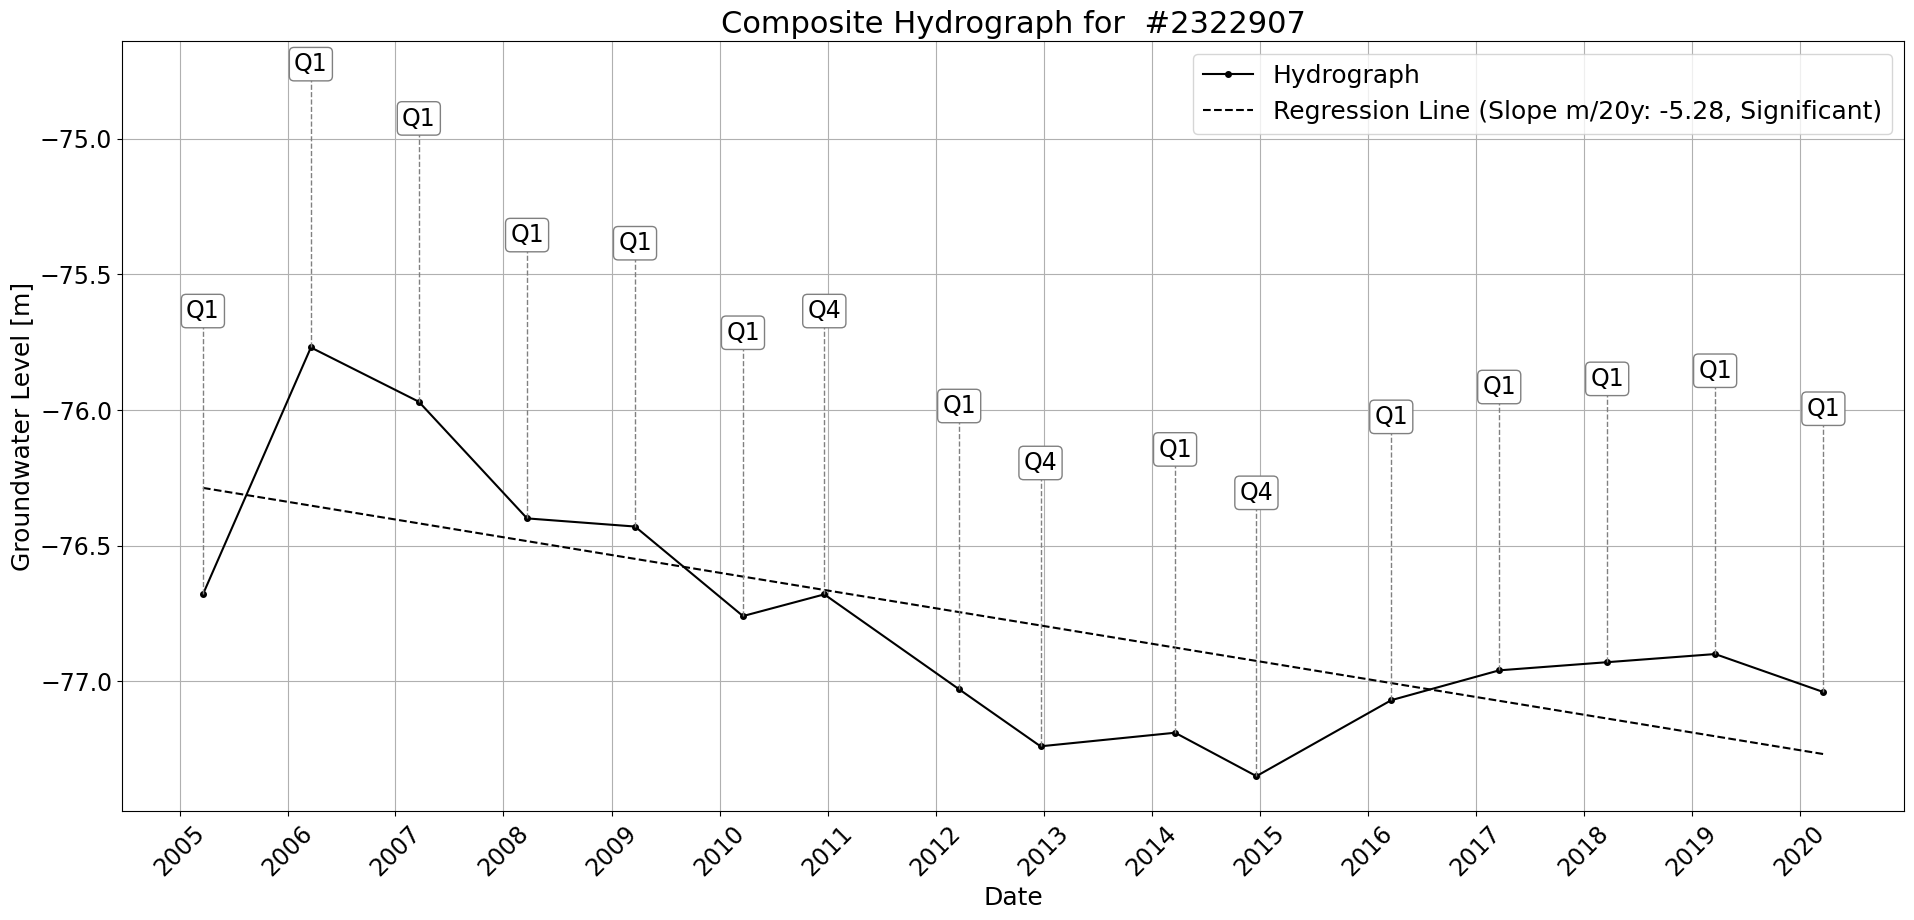 Composite Hydrograph for  #2322907
Hydrograph
Regression Line (Slope m/20y: -5.28, Significant)
Q1
Q1
Q1
Q1
Q1
Q1
Q4
Q1
Q4
Q1
Q4
Q1
Q1
Q1
Q1
Q1
Groundwater Level [m]
−75.0
−75.5
−76.0
−76.5
−77.0
2005
2006
2007
2008
2009
2010
2011
2012
2013
2014
2015
2016
2017
2018
2019
2020
Date